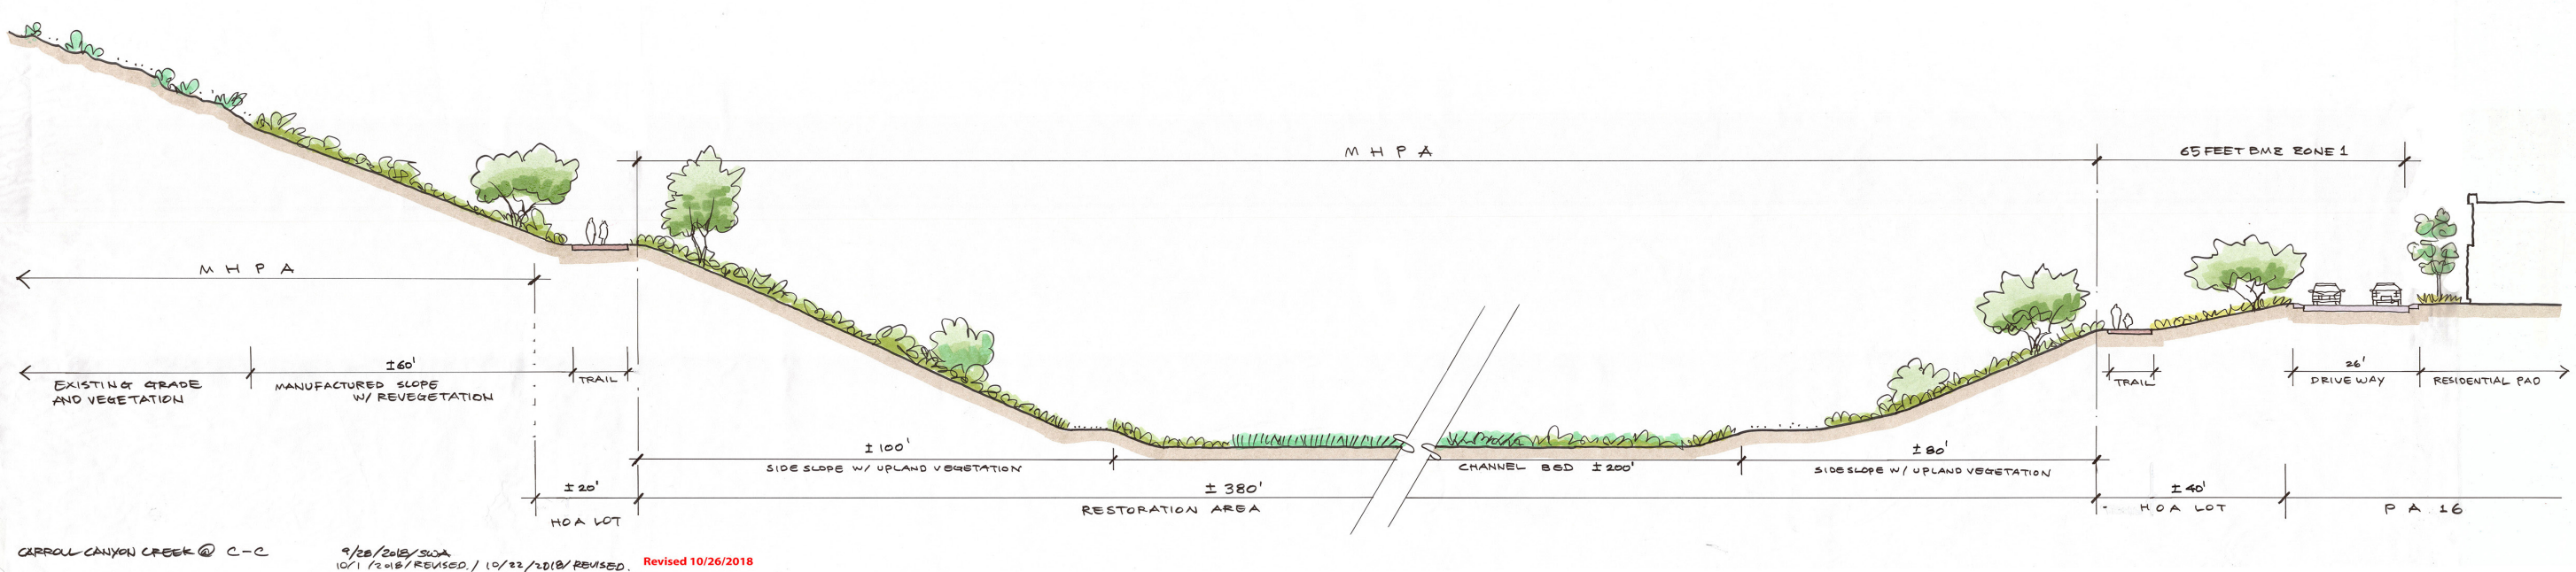 M H P A
65 FEET BMZ ZONE 1
M H P A
±60'
EXISTING GRADE
AND VEGETATION
MANUFACTURED SLOPE
W/ REVEGETATION
TRAIL
TRAIL
26'
DRIVEWAY
RESIDENTIAL PAD
±100'
SIDE SLOPE W/ UPLAND VEGETATION
CHANNEL BED ±200'
±80'
SIDE SLOPE W/ UPLAND VEGETATION
±20'
HOA LOT
±380'
RESTORATION AREA
±40'
HOA LOT
P A 16
CARROLL CANYON CREEK @ C-C
9/28/2018/SWA
10/1/2018/REVISED./10/22/2018/REVISED.
Revised 10/26/2018